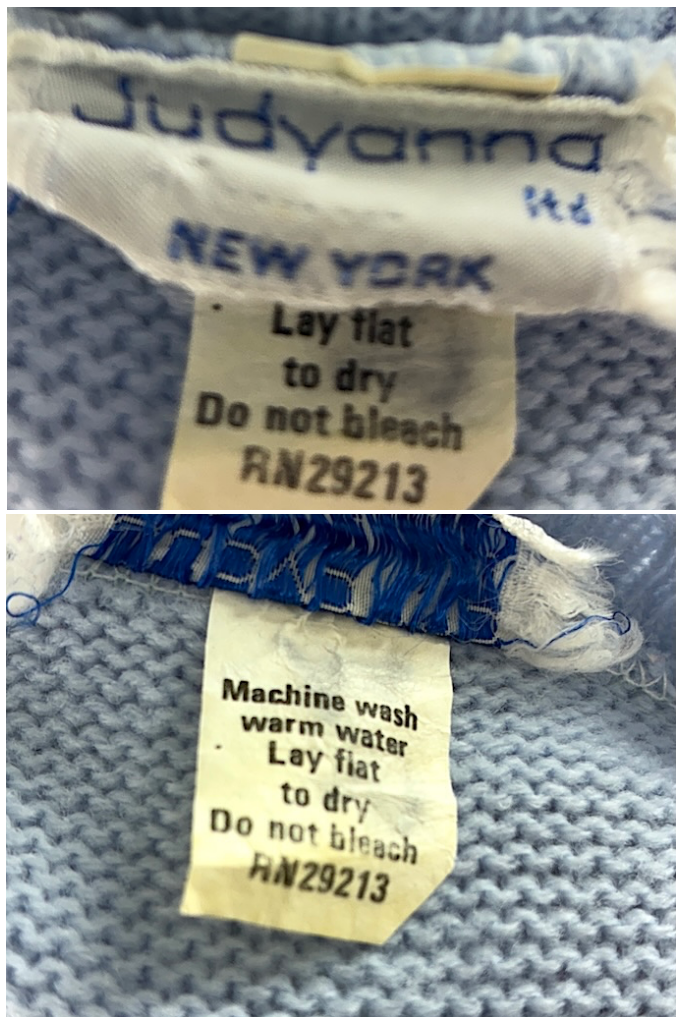 Judyanna
ltd
NEW YORK
Lay flat
to dry
Do not bleach
RN29213
Machine wash
warm water
Lay flat
to dry
Do not bleach
RN29213